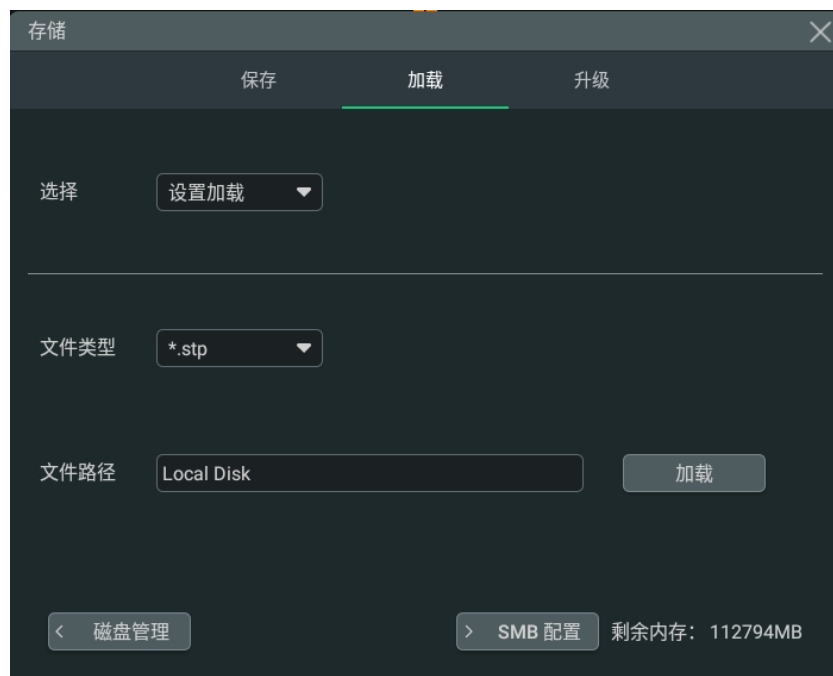 存储
保存 加载 升级
选择 设置加载
文件类型 *.stp
文件路径 Local Disk 加载
< 磁盘管理 > SMB 配置 剩余内存：112794MB